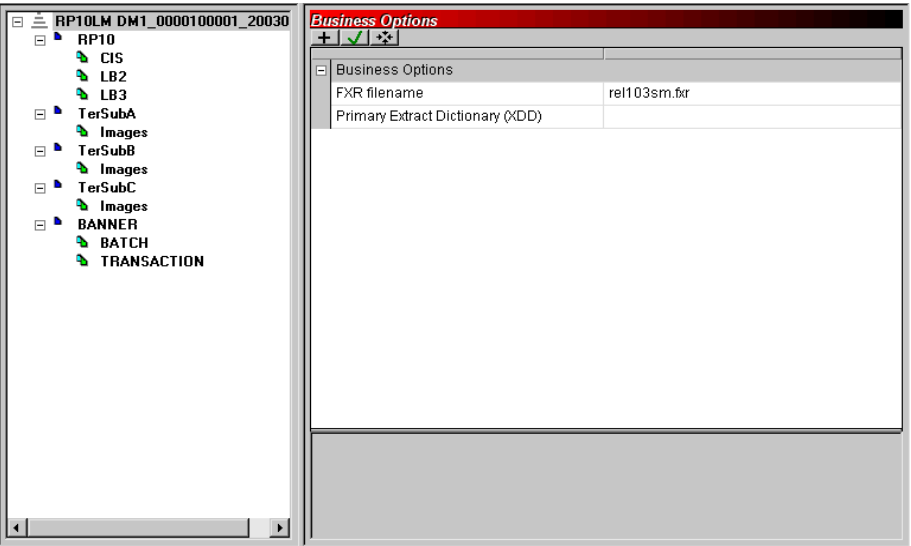 RP10LM DM1_0000100001_20030
RP10
CIS
LB2
LB3
TerSubA
Images
TerSubB
Images
TerSubC
Images
BANNER
BATCH
TRANSACTION
Business Options
Business Options
FXR filename rel103sm.fxr
Primary Extract Dictionary (XDD)